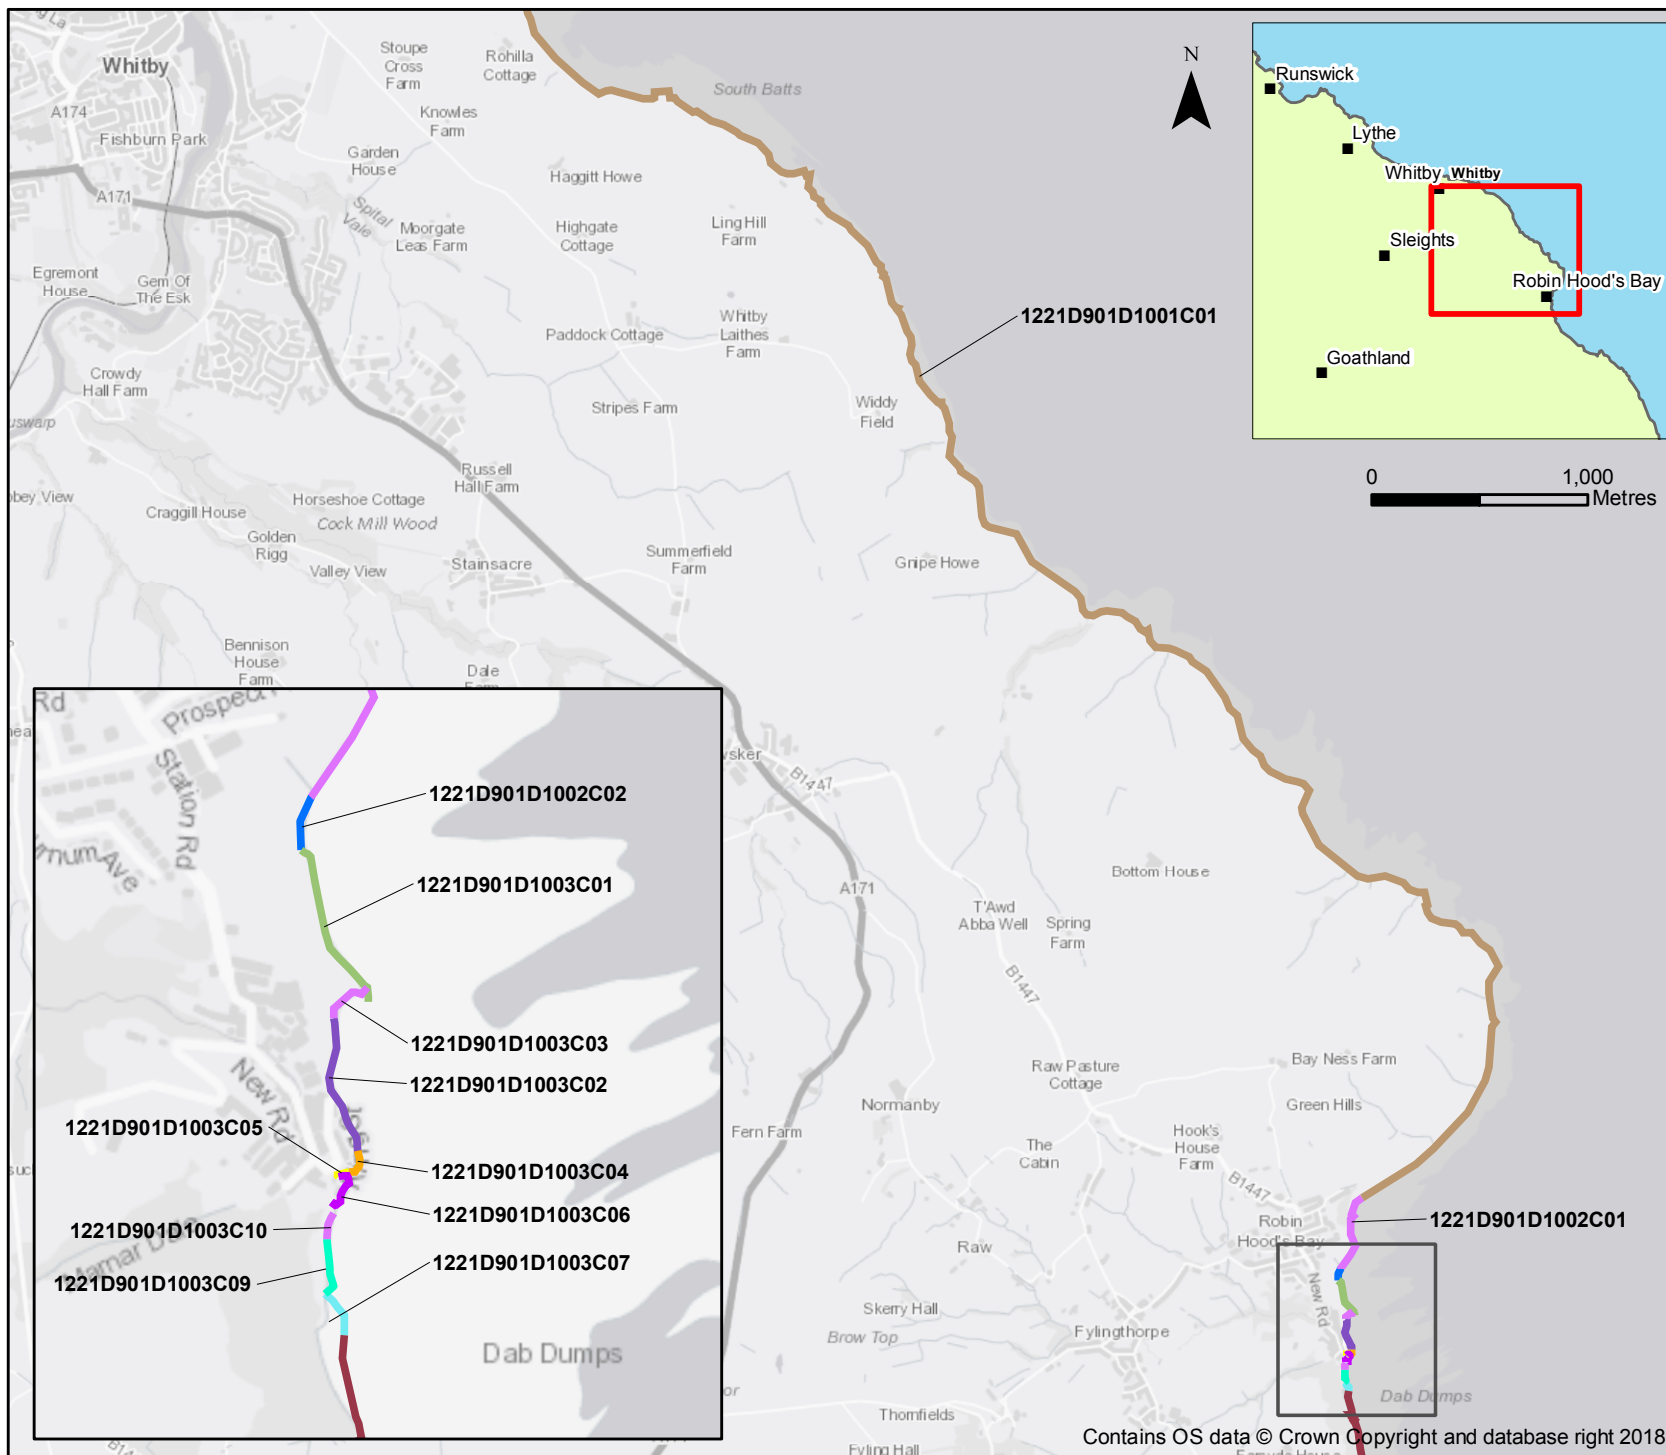 Whitby
A174
Fishburn Park
A171
Stoupe
Cross
Farm
Rohilla
Cottage
South Batts
Knowles
Farm
Garden
House
Haggitt Howe
Spital
Vale
Moorgate
Leas Farm
Highgate
Cottage
Ling Hill
Farm
Egremont
House
Gem Of
The Esk
Paddock Cottage
Whitby
Laithes
Farm
Crowdy
Hall Farm
Stripes Farm
Widdy
Field
1221D901D1001C01
N
Runswick
Lythe
Whitby
Whitby
Sleights
Robin Hood's Bay
Goathland
0
1,000
Metres
Russell
Hall Farm
Horseshoe Cottage
Cock Mill Wood
Craggill House
Golden
Rigg
Valley View
Stainsacre
Summerfield
Farm
Gnipe Howe
Bennison
House
Farm
Dale
B1447
A171
Bottom House
T'Awd
Abba Well
Spring
Farm
B1447
Raw Pasture
Cottage
Bay Ness Farm
Green Hills
Normanby
Fern Farm
The
Cabin
Hook's
House
Farm
B1447
Robin
Hood's Bay
1221D901D1002C01
Raw
New Rd
Skerry Hall
Brow Top
Fylingthorpe
Dab Dumps
Thornfields
Fyling Hall
Rd
Station Rd
1221D901D1002C02
1221D901D1003C01
1221D901D1003C03
1221D901D1003C02
New Rd
1221D901D1003C05
1221D901D1003C04
1221D901D1003C06
1221D901D1003C10
Marnar Dale
1221D901D1003C07
1221D901D1003C09
Dab Dumps
Contains OS data © Crown Copyright and database right 2018